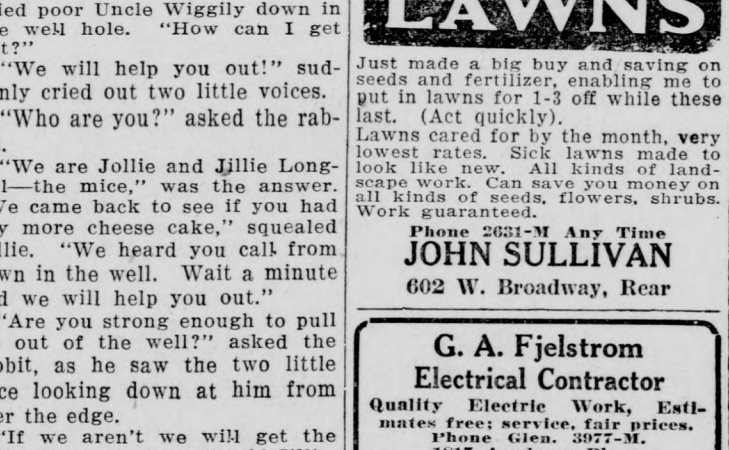 ied poor Uncle Wiggily down in
e well hole. "How can I get
t?"
"We will help you out!" sud-
nly cried out two little voices.
"Who are you?" asked the rab-
.
"We are Jollie and Jillie Long-
l—the mice," was the answer.
e came back to see if you had
y more cheese cake," squealed
llie. "We heard you call from
wn in the well. Wait a minute
d we will help you out."
"Are you strong enough to pull
out of the well?" asked the
bbit, as he saw the two little
ce looking down at him from
er the edge.
"If we aren't we will get the
LAWNS
Just made a big buy and saving on
seeds and fertilizer, enabling me to
put in lawns for 1-3 off while these
last. (Act quickly).
Lawns cared for by the month, very
lowest rates. Sick lawns made to
look like new. All kinds of land-
scape work. Can save you money on
all kinds of seeds, flowers, shrubs.
Work guaranteed.
Phone 2631-M Any Time
JOHN SULLIVAN
602 W. Broadway, Rear
G. A. Fjelstrom
Electrical Contractor
Quality Electric Work, Esti-
mates free; service, fair prices.
Phone Glen. 3977-M.